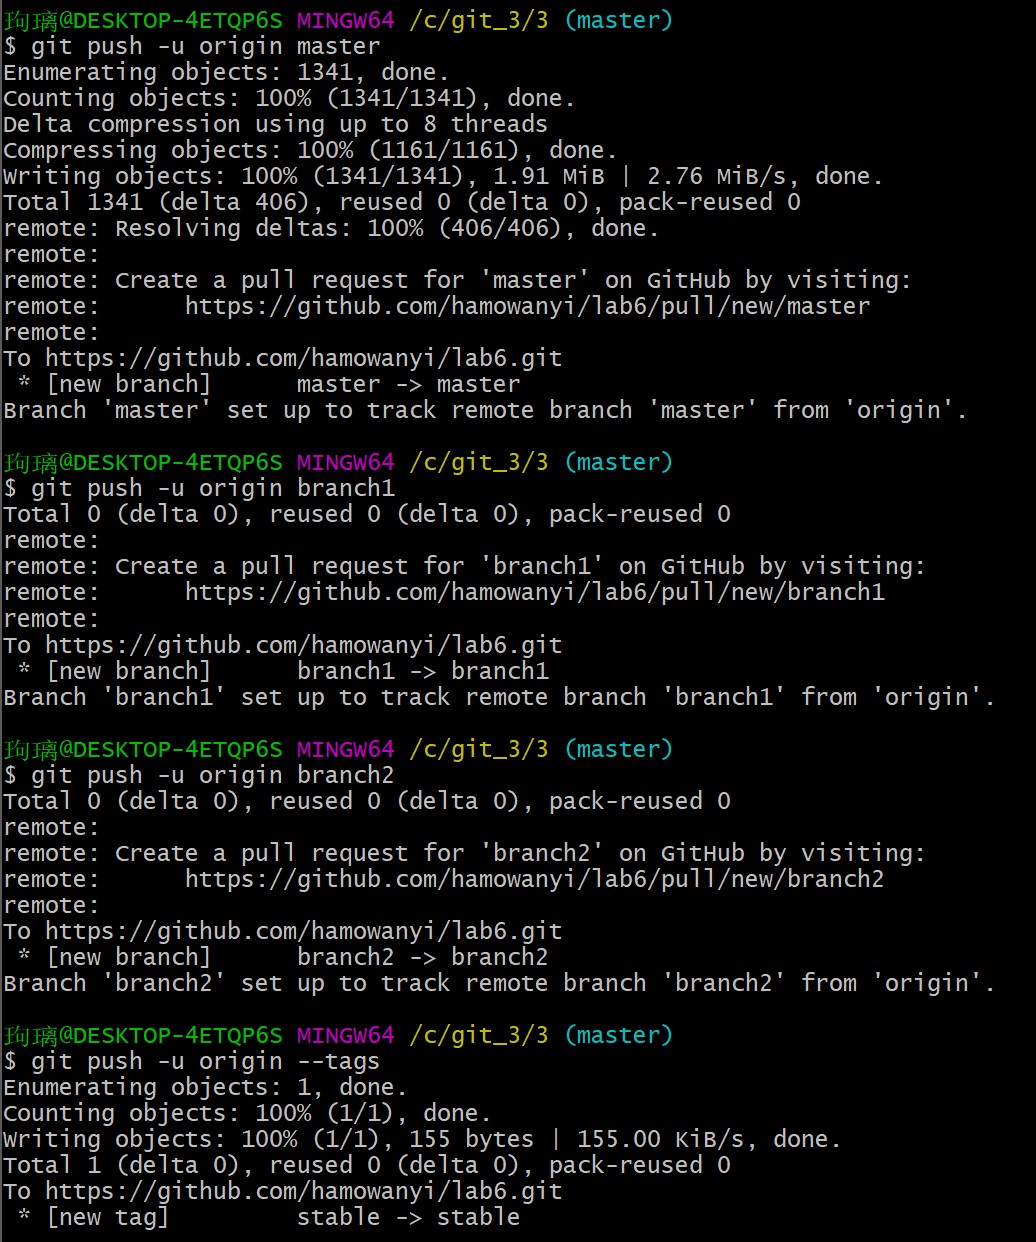 玽璃@DESKTOP-4ETQP6S MINGW64 /c/git_3/3 (master)
$ git push -u origin master
Enumerating objects: 1341, done.
Counting objects: 100% (1341/1341), done.
Delta compression using up to 8 threads
Compressing objects: 100% (1161/1161), done.
Writing objects: 100% (1341/1341), 1.91 MiB | 2.76 MiB/s, done.
Total 1341 (delta 406), reused 0 (delta 0), pack-reused 0
remote: Resolving deltas: 100% (406/406), done.
remote:
remote: Create a pull request for 'master' on GitHub by visiting:
remote:      https://github.com/hamowanyi/lab6/pull/new/master
remote:
To https://github.com/hamowanyi/lab6.git
 * [new branch]      master -> master
Branch 'master' set up to track remote branch 'master' from 'origin'.
玽璃@DESKTOP-4ETQP6S MINGW64 /c/git_3/3 (master)
$ git push -u origin branch1
Total 0 (delta 0), reused 0 (delta 0), pack-reused 0
remote:
remote: Create a pull request for 'branch1' on GitHub by visiting:
remote:      https://github.com/hamowanyi/lab6/pull/new/branch1
remote:
To https://github.com/hamowanyi/lab6.git
 * [new branch]      branch1 -> branch1
Branch 'branch1' set up to track remote branch 'branch1' from 'origin'.
玽璃@DESKTOP-4ETQP6S MINGW64 /c/git_3/3 (master)
$ git push -u origin branch2
Total 0 (delta 0), reused 0 (delta 0), pack-reused 0
remote:
remote: Create a pull request for 'branch2' on GitHub by visiting:
remote:      https://github.com/hamowanyi/lab6/pull/new/branch2
remote:
To https://github.com/hamowanyi/lab6.git
 * [new branch]      branch2 -> branch2
Branch 'branch2' set up to track remote branch 'branch2' from 'origin'.
玽璃@DESKTOP-4ETQP6S MINGW64 /c/git_3/3 (master)
$ git push -u origin --tags
Enumerating objects: 1, done.
Counting objects: 100% (1/1), done.
Writing objects: 100% (1/1), 155 bytes | 155.00 KiB/s, done.
Total 1 (delta 0), reused 0 (delta 0), pack-reused 0
To https://github.com/hamowanyi/lab6.git
 * [new tag]         stable -> stable